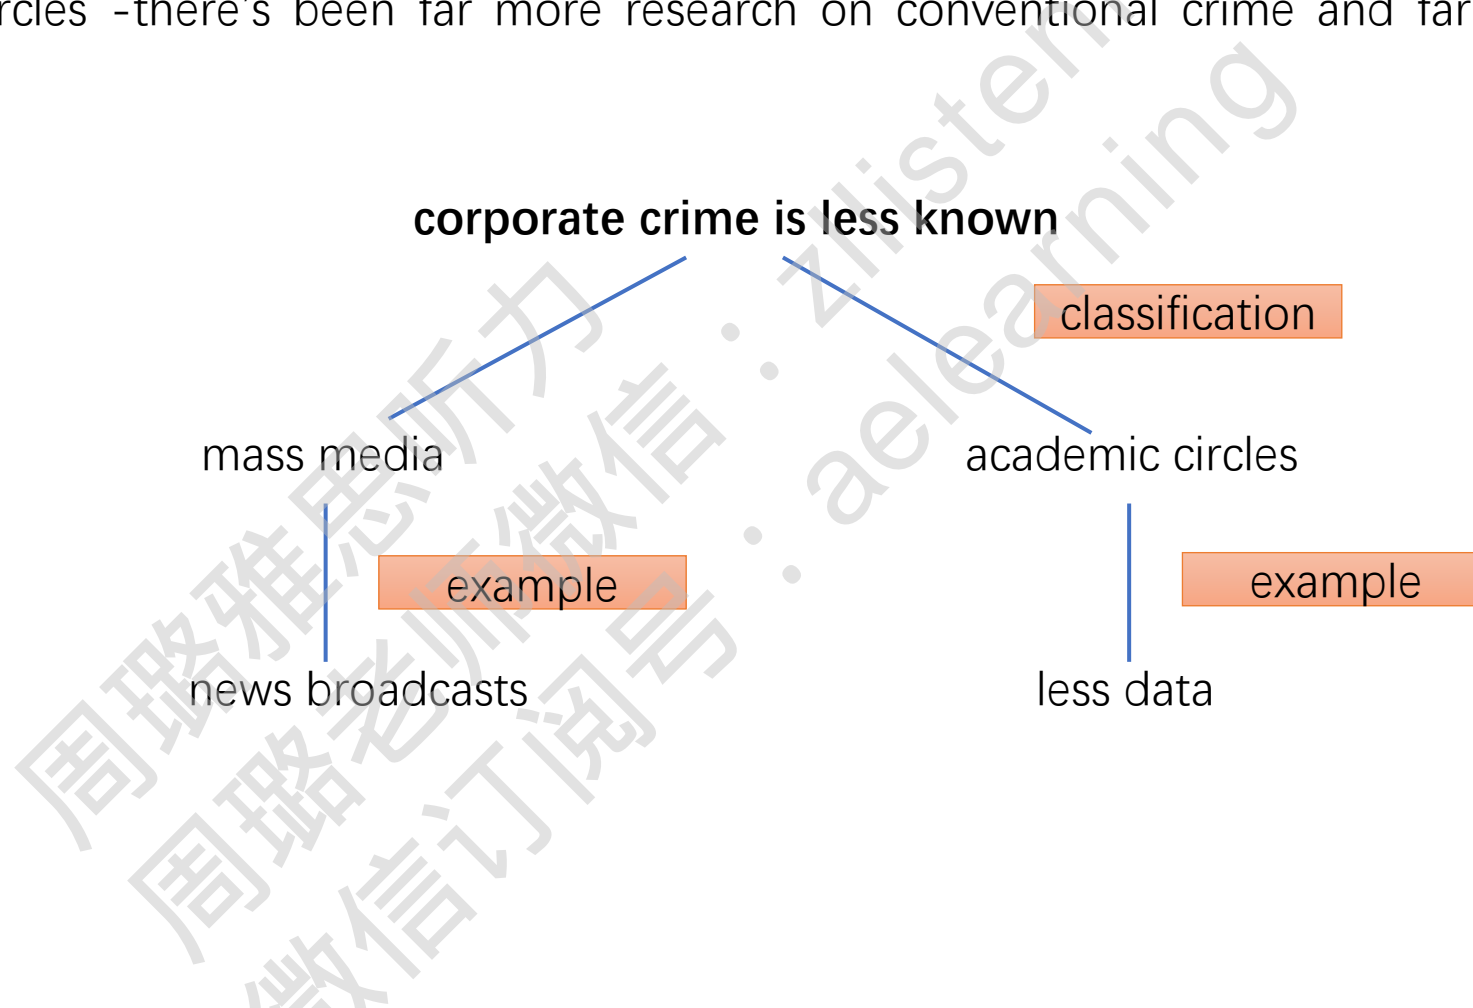 rcles -there's been far more research on conventional crime and far
corporate crime is less known
classification
mass media
academic circles
example
example
news broadcasts
less data
周璐雅思听力
周璐老师微信：zllisten
微信订阅号：aelearning